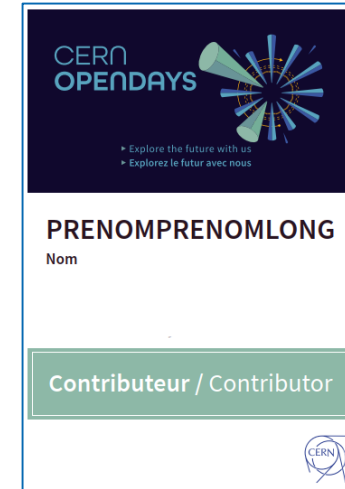 CERN
OPENDAYS
▸ Explore the future with us
▸ Explorez le futur avec nous
PRENOMPRENOMLONG
Nom
-
Contributeur / Contributor
CERN